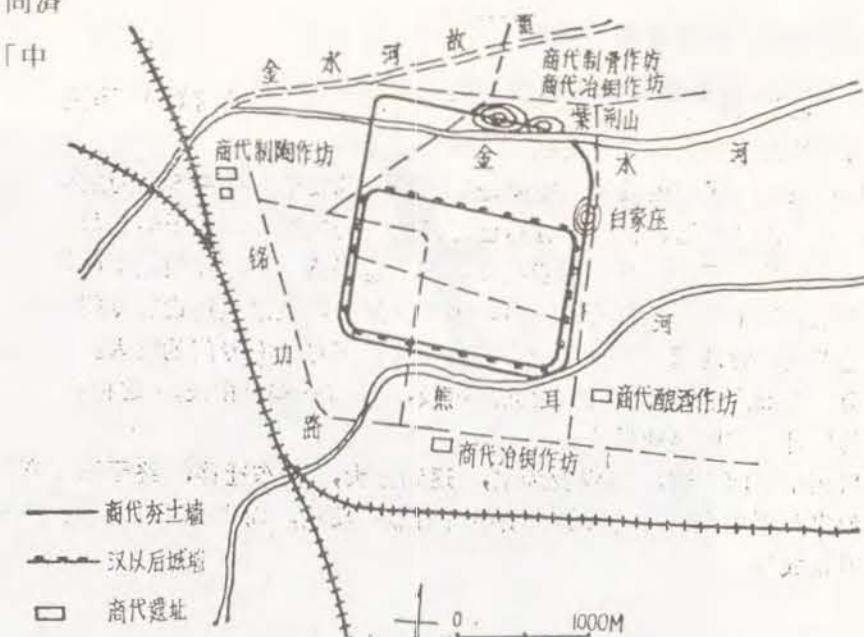 同濟
「中
金水河故道
商代制骨作坊
商代冶铜作坊
紫荆山
金水河
商代制陶作坊
白家庄
铭功路
熊耳河
商代酿酒作坊
商代冶铜作坊
商代夯土墙
汉以后城墙
商代遗址
0
1000M